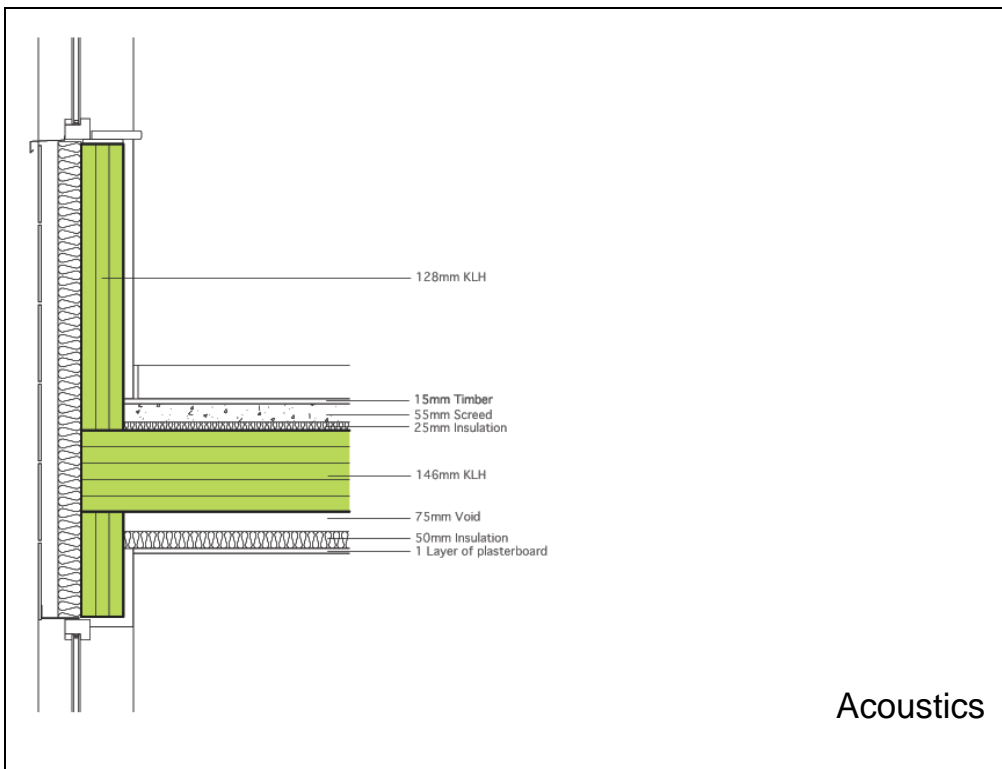 128mm KLH
15mm Timber
55mm Screed
25mm Insulation
146mm KLH
75mm Void
50mm Insulation
1 Layer of plasterboard
Acoustics